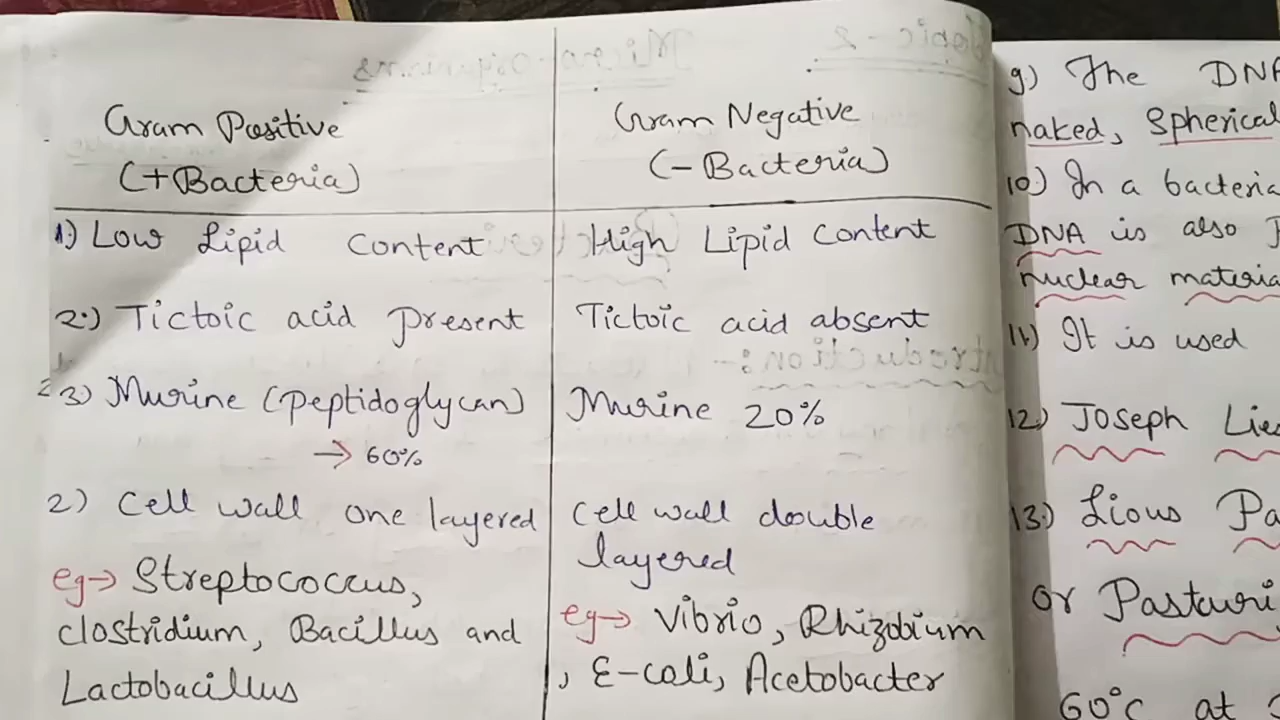 Gram Positive
(+Bacteria)
1) Low Lipid content
2.) Tictoic acid present
3) Murine (peptidoglycan)
→ 60%
2) Cell wall one layered
eg→ Streptococcus,
clostridium, Bacillus and
Lactobacillus
Gram Negative
(- Bacteria)
High Lipid content
Tictoic acid absent
Murine 20%
Cell wall double
layered
eg→ Vibrio, Rhizobium
, E-coli, Acetobacter
9.) The DNA
naked, Spherical
10.) In a bacteria
DNA is also
nuclear materia
11.) It is used
12.) Joseph Lis
13.) Lious Pa
or Pasturi
60°C at